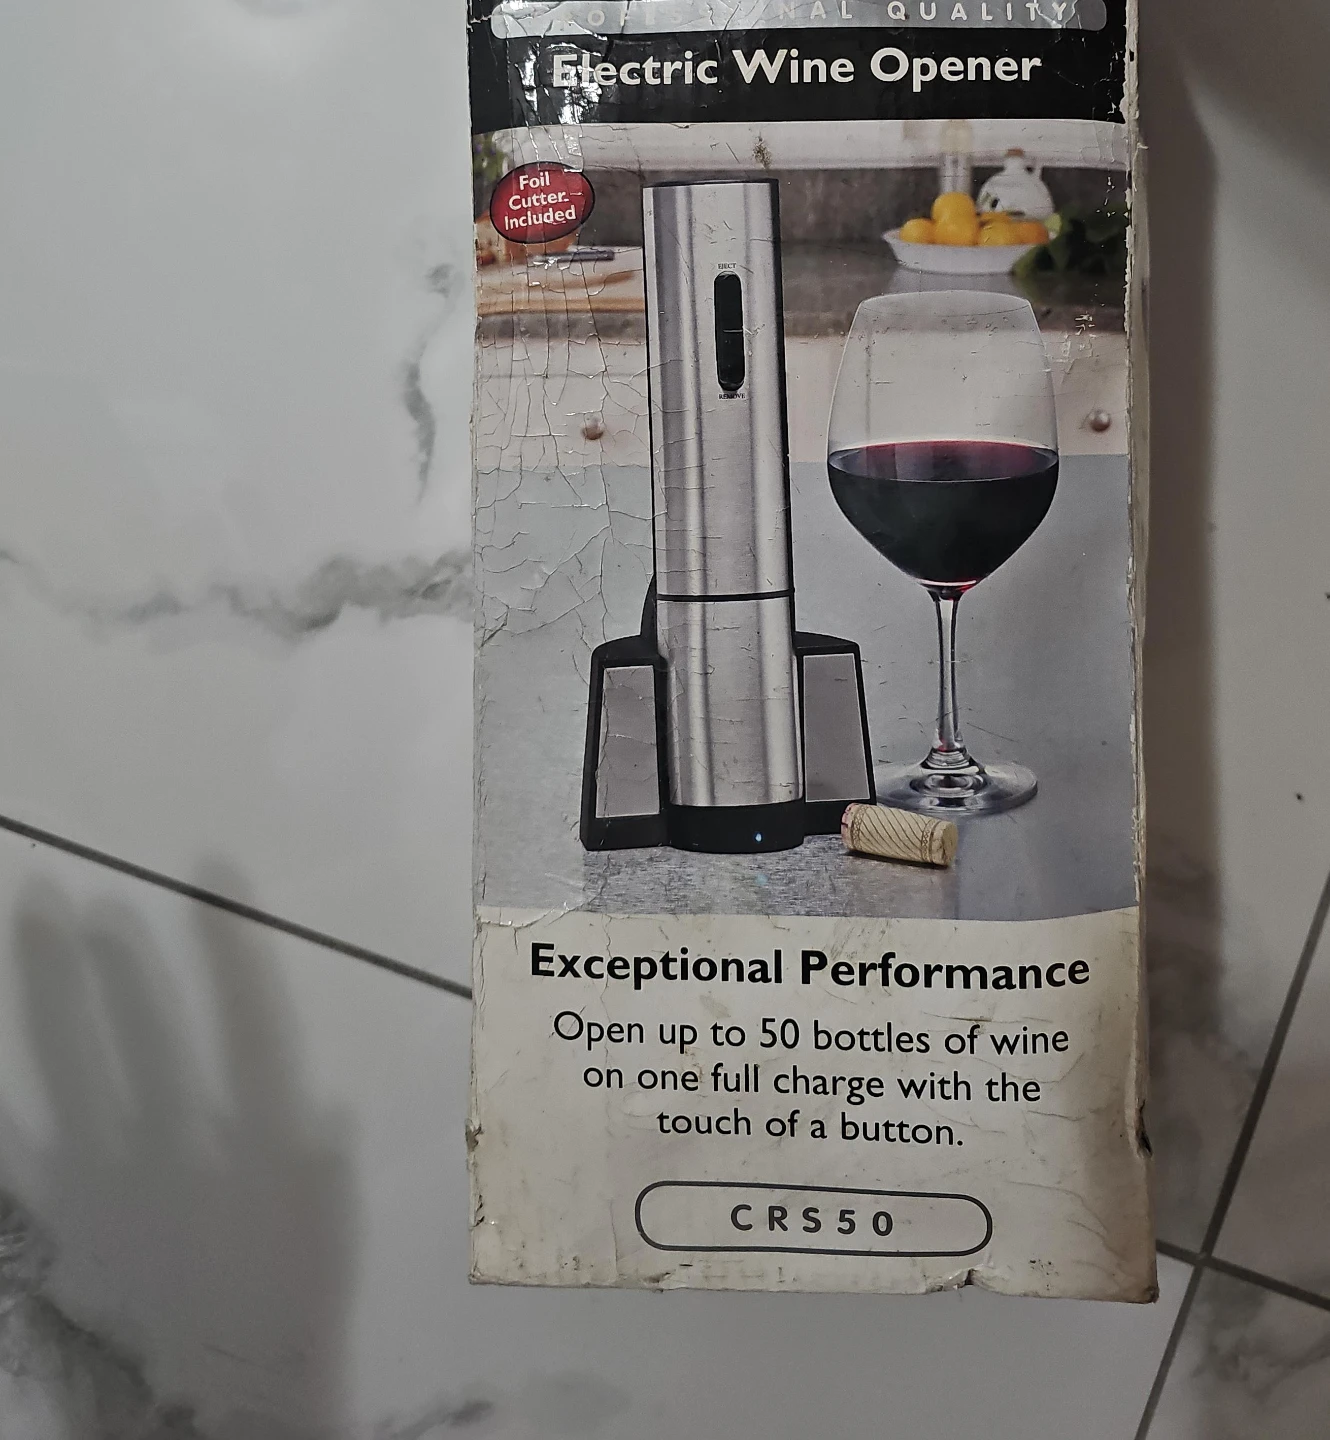 PROFESSIONAL QUALITY
Electric Wine Opener
Foil
Cutter
Included
EJECT
REMOVE
Exceptional Performance
Open up to 50 bottles of wine
on one full charge with the
touch of a button.
CRS50